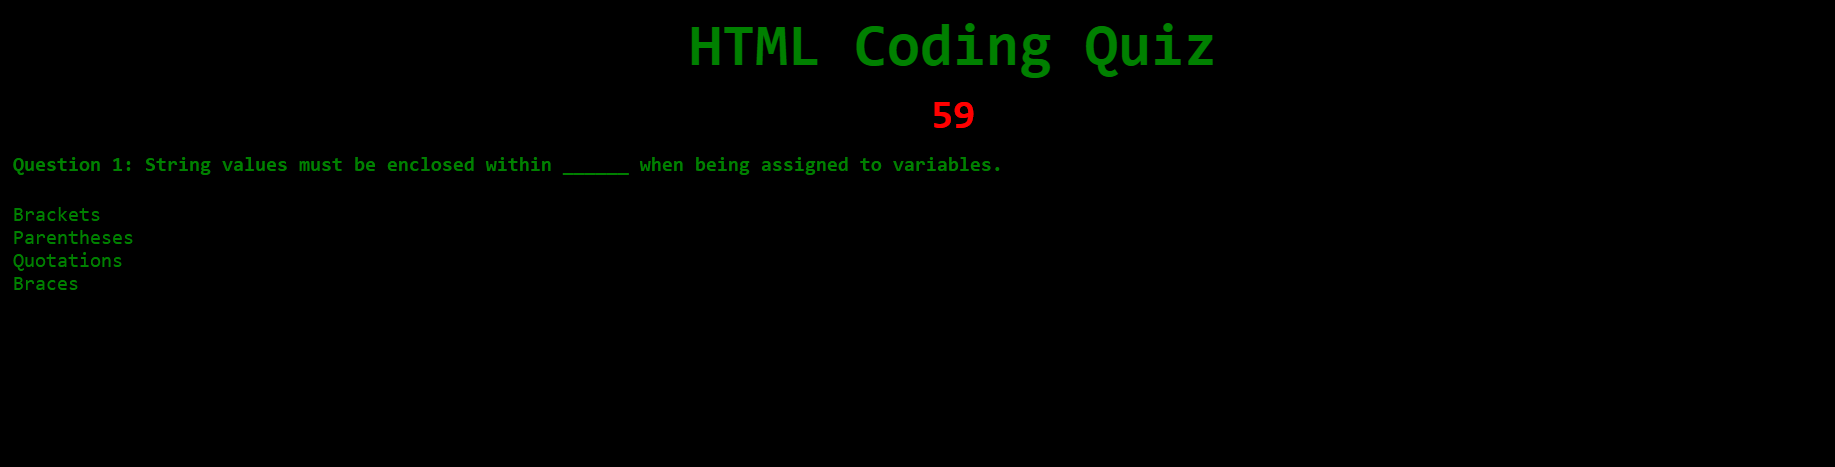 HTML Coding Quiz
59
Question 1: String values must be enclosed within ______ when being assigned to variables.
Brackets
Parentheses
Quotations
Braces